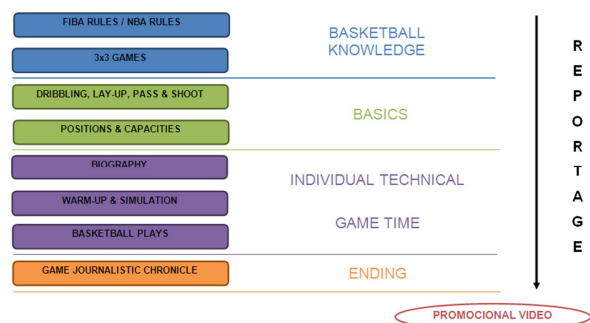 FIBA RULES / NBA RULES
3x3 GAMES
BASKETBALL
KNOWLEDGE
DRIBBLING, LAY-UP, PASS & SHOOT
POSITIONS & CAPACITIES
BASICS
BIOGRAPHY
WARM-UP & SIMULATION
BASKETBALL PLAYS
INDIVIDUAL TECHNICAL
GAME TIME
GAME JOURNALISTIC CHRONICLE
ENDING
REPORTAGE
PROMOCIONAL VIDEO